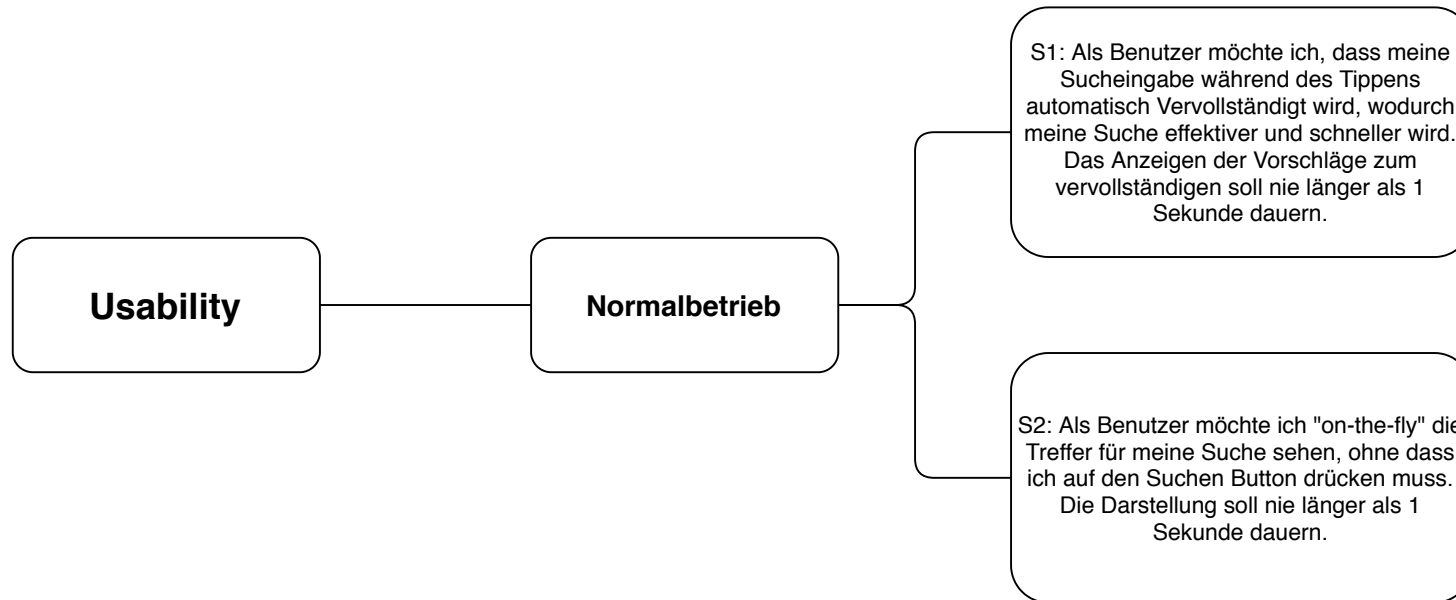 Usability
Normalbetrieb
S1: Als Benutzer möchte ich, dass meine
Sucheingabe während des Tippens
automatisch Vervollständigt wird, wodurch
meine Suche effektiver und schneller wird.
Das Anzeigen der Vorschläge zum
vervollständigen soll nie länger als 1
Sekunde dauern.
S2: Als Benutzer möchte ich "on-the-fly" die
Treffer für meine Suche sehen, ohne dass
ich auf den Suchen Button drücken muss.
Die Darstellung soll nie länger als 1
Sekunde dauern.